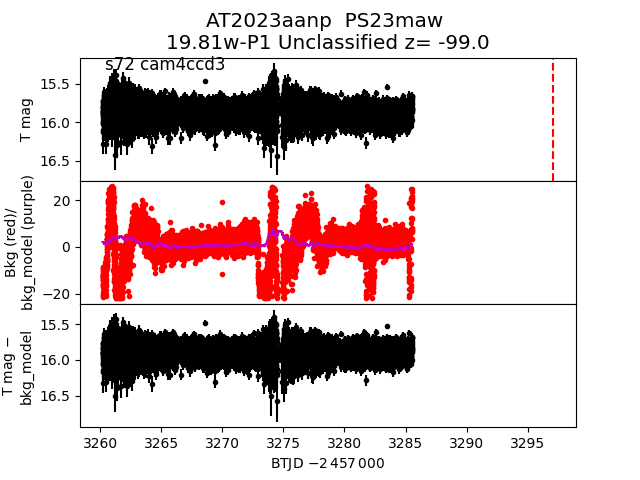 AT2023aanp  PS23maw
19.81w-P1 Unclassified z= -99.0
s72 cam4ccd3
15.5
16.0
16.5
T mag
20
0
−20
Bkg (red)/
bkg_model (purple)
15.5
16.0
16.5
T mag −
bkg_model
3260 3265 3270 3275 3280 3285 3290 3295
BTJD −2 457 000